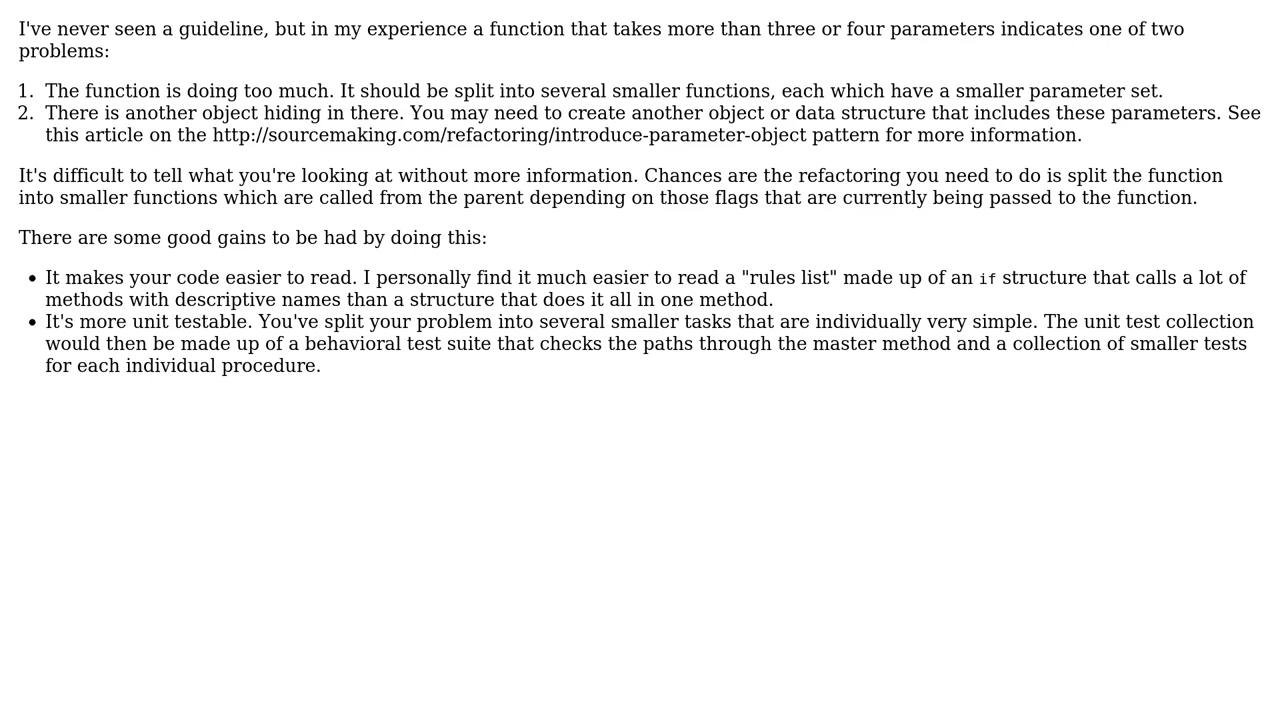 I've never seen a guideline, but in my experience a function that takes more than three or four parameters indicates one of two
problems:
1. The function is doing too much. It should be split into several smaller functions, each which have a smaller parameter set.
2. There is another object hiding in there. You may need to create another object or data structure that includes these parameters. See
this article on the http://sourcemaking.com/refactoring/introduce-parameter-object pattern for more information.
It's difficult to tell what you're looking at without more information. Chances are the refactoring you need to do is split the function
into smaller functions which are called from the parent depending on those flags that are currently being passed to the function.
There are some good gains to be had by doing this:
• It makes your code easier to read. I personally find it much easier to read a "rules list" made up of an if structure that calls a lot of
methods with descriptive names than a structure that does it all in one method.
• It's more unit testable. You've split your problem into several smaller tasks that are individually very simple. The unit test collection
would then be made up of a behavioral test suite that checks the paths through the master method and a collection of smaller tests
for each individual procedure.